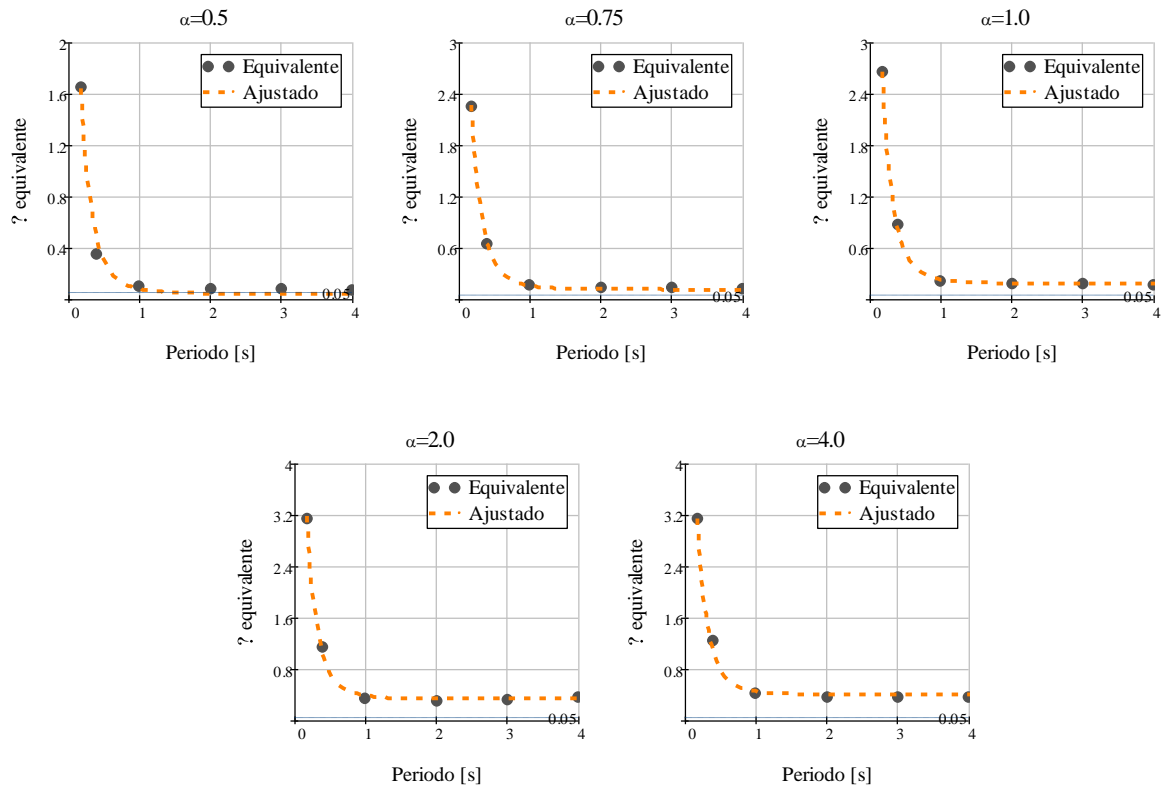 α=0.5
2
1.6
1.2
0.8
0.4
? equivalente
Equivalente
Ajustado
0.05
0 1 2 3 4
Periodo [s]
α=0.75
3
2.4
1.8
1.2
0.6
? equivalente
Equivalente
Ajustado
0.05
0 1 2 3 4
Periodo [s]
α=1.0
3
2.4
1.8
1.2
0.6
? equivalente
Equivalente
Ajustado
0.05
0 1 2 3 4
Periodo [s]
α=2.0
4
3.2
2.4
1.6
0.8
? equivalente
Equivalente
Ajustado
0.05
0 1 2 3 4
Periodo [s]
α=4.0
4
3.2
2.4
1.6
0.8
? equivalente
Equivalente
Ajustado
0.05
0 1 2 3 4
Periodo [s]